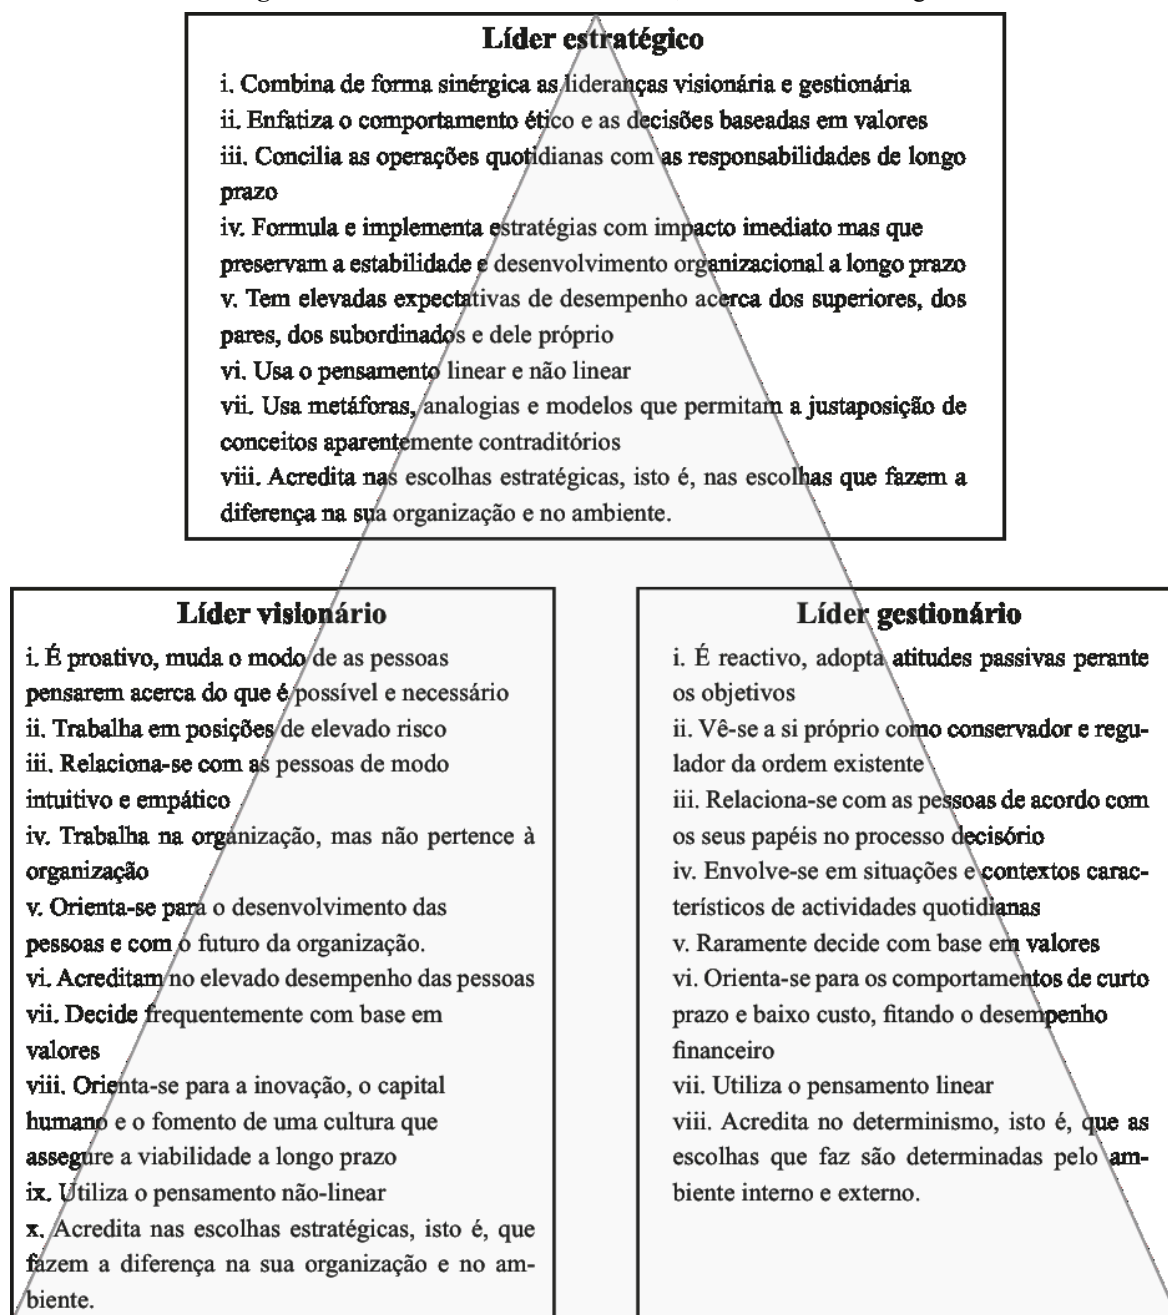 Líder estratégico
i. Combina de forma sinérgica as lideranças visionária e gestionária
ii. Enfatiza o comportamento ético e as decisões baseadas em valores
iii. Concilia as operações quotidianas com as responsabilidades de longo
prazo
iv. Formula e implementa estratégias com impacto imediato mas que
preservam a estabilidade e desenvolvimento organizacional a longo prazo
v. Tem elevadas expectativas de desempenho acerca dos superiores, dos
pares, dos subordinados e dele próprio
vi. Usa o pensamento linear e não linear
vii. Usa metáforas, analogias e modelos que permitam a justaposição de
conceitos aparentemente contraditórios
viii. Acredita nas escolhas estratégicas, isto é, nas escolhas que fazem a
diferença na sua organização e no ambiente.
Líder visionário
i. É proativo, muda o modo de as pessoas
pensarem acerca do que é possível e necessário
ii. Trabalha em posições de elevado risco
iii. Relaciona-se com as pessoas de modo
intuitivo e empático
iv. Trabalha na organização, mas não pertence à
organização
v. Orienta-se para o desenvolvimento das
pessoas e com o futuro da organização.
vi. Acreditam no elevado desempenho das pessoas
vii. Decide frequentemente com base em
valores
viii. Orienta-se para a inovação, o capital
humano e o fomento de uma cultura que
assegure a viabilidade a longo prazo
ix. Utiliza o pensamento não-linear
x. Acredita nas escolhas estratégicas, isto é, que
fazem a diferença na sua organização e no am-
biente.
Líder gestionário
i. É reactivo, adopta atitudes passivas perante
os objetivos
ii. Vê-se a si próprio como conservador e regu-
lador da ordem existente
iii. Relaciona-se com as pessoas de acordo com
os seus papéis no processo decisório
iv. Envolve-se em situações e contextos carac-
terísticos de actividades quotidianas
v. Raramente decide com base em valores
vi. Orienta-se para os comportamentos de curto
prazo e baixo custo, fitando o desempenho
financeiro
vii. Utiliza o pensamento linear
viii. Acredita no determinismo, isto é, que as
escolhas que faz são determinadas pelo am-
biente interno e externo.